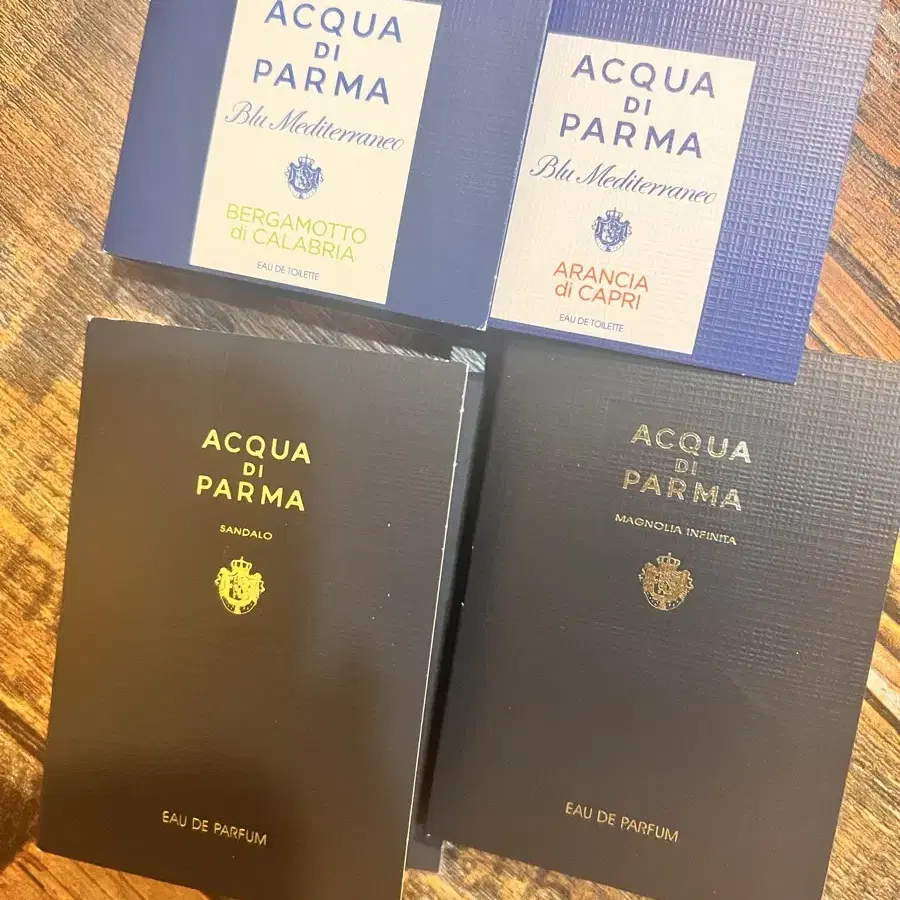 ACQUA
DI
PARMA
Blu Mediterraneo
BERGAMOTTO
di CALABRIA
EAU DE TOILETTE
ACQUA
DI
PARMA
Blu Mediterraneo
ARANCIA
di CAPRI
EAU DE TOILETTE
ACQUA
DI
PARMA
SANDALO
EAU DE PARFUM
ACQUA
DI
PARMA
MAGNOLIA INFINITA
EAU DE PARFUM